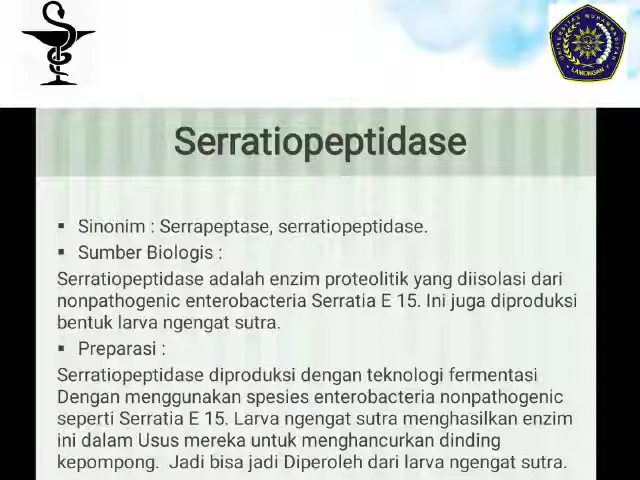 UNIVERSITAS MUHAMMADIYAH
LAMONGAN
Serratiopeptidase
▪ Sinonim : Serrapeptase, serratiopeptidase.
▪ Sumber Biologis :
Serratiopeptidase adalah enzim proteolitik yang diisolasi dari
nonpathogenic enterobacteria Serratia E 15. Ini juga diproduksi
bentuk larva ngengat sutra.
▪ Preparasi :
Serratiopeptidase diproduksi dengan teknologi fermentasi
Dengan menggunakan spesies enterobacteria nonpathogenic
seperti Serratia E 15. Larva ngengat sutra menghasilkan enzim
ini dalam Usus mereka untuk menghancurkan dinding
kepompong. Jadi bisa jadi Diperoleh dari larva ngengat sutra.